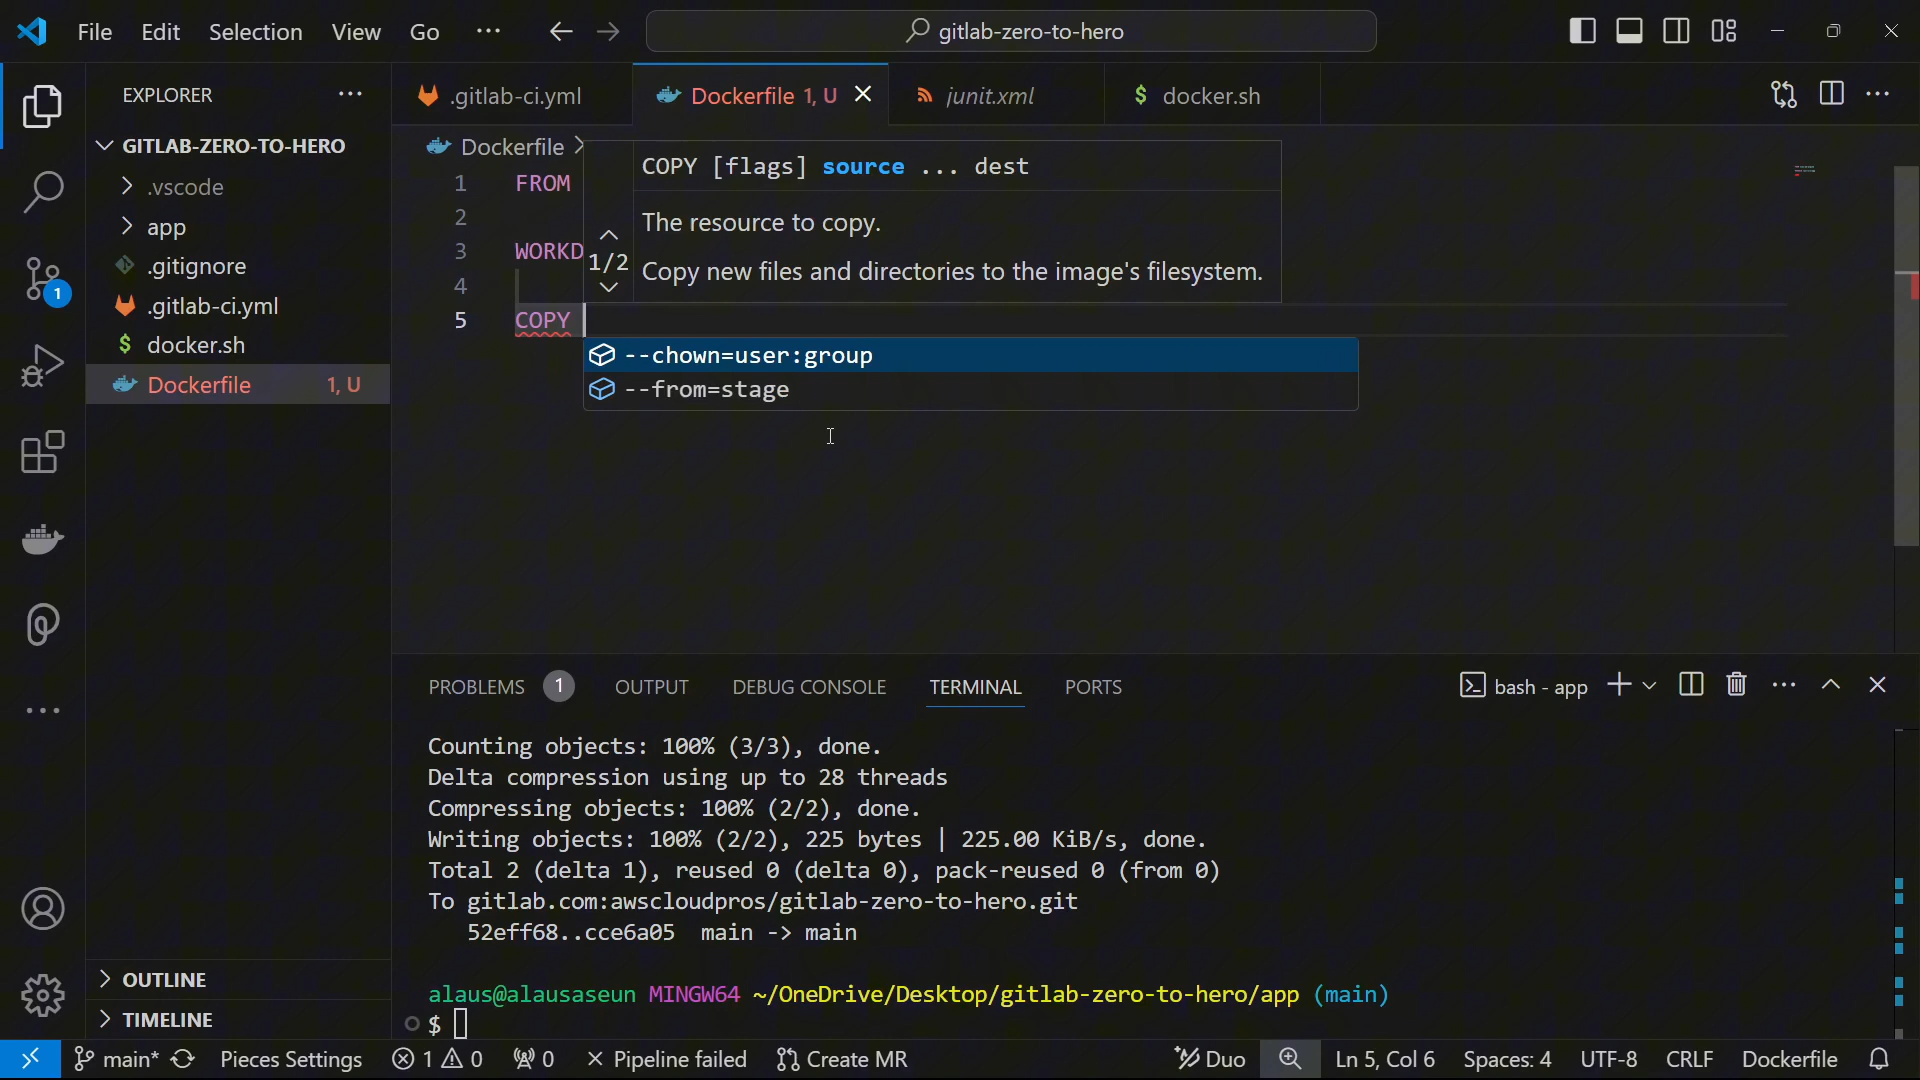 File Edit Selection View Go ··· gitlab-zero-to-hero
EXPLORER
GITLAB-ZERO-TO-HERO
.vscode
app
.gitignore
.gitlab-ci.yml
docker.sh
Dockerfile 1, U
OUTLINE
TIMELINE
.gitlab-ci.yml Dockerfile 1, U junit.xml docker.sh
Dockerfile
1 FROM
2
3 WORKD
4
5 COPY
COPY [flags] source ... dest
The resource to copy.
1/2
Copy new files and directories to the image's filesystem.
--chown=user:group
--from=stage
PROBLEMS 1 OUTPUT DEBUG CONSOLE TERMINAL PORTS bash - app
Counting objects: 100% (3/3), done.
Delta compression using up to 28 threads
Compressing objects: 100% (2/2), done.
Writing objects: 100% (2/2), 225 bytes | 225.00 KiB/s, done.
Total 2 (delta 1), reused 0 (delta 0), pack-reused 0 (from 0)
To gitlab.com:awscloudpros/gitlab-zero-to-hero.git
52eff68..cce6a05 main -> main
alaus@alausaseun MINGW64 ~/OneDrive/Desktop/gitlab-zero-to-hero/app (main)
$
1
main* Pieces Settings 1 0 0 Pipeline failed Create MR Duo Ln 5, Col 6 Spaces: 4 UTF-8 CRLF Dockerfile